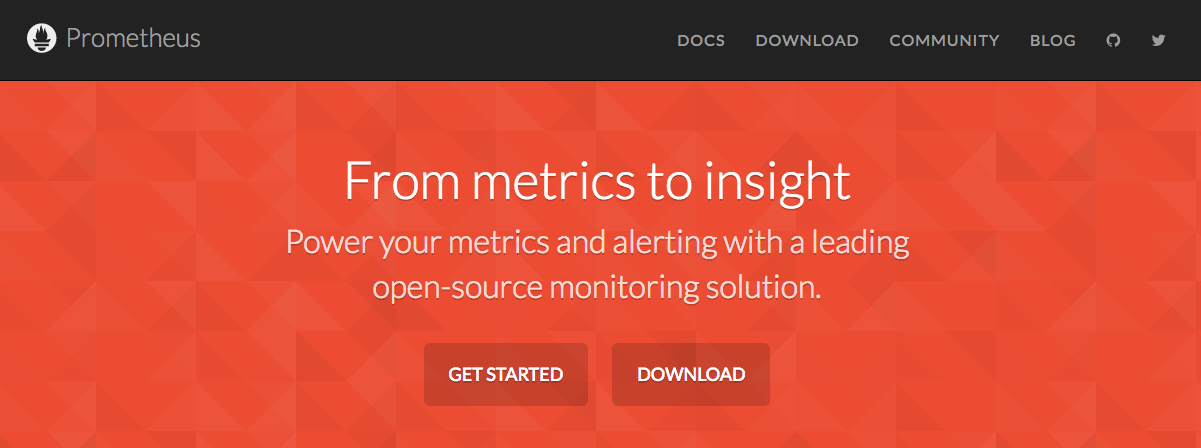 Prometheus
DOCS DOWNLOAD COMMUNITY BLOG
From metrics to insight
Power your metrics and alerting with a leading
open-source monitoring solution.
GET STARTED DOWNLOAD